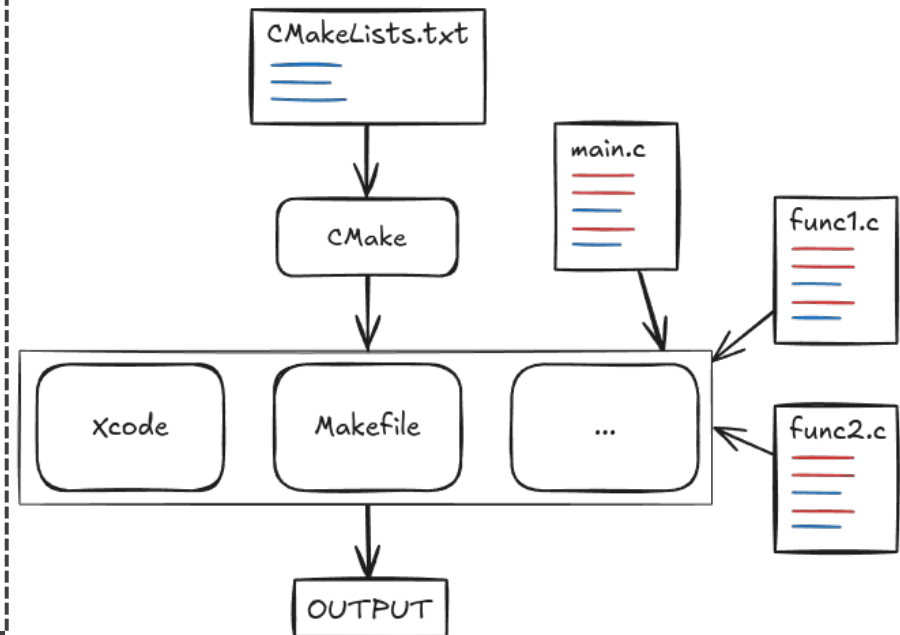 CMakeLists.txt
main.c
CMake
func1.c
Xcode
Makefile
...
func2.c
OUTPUT